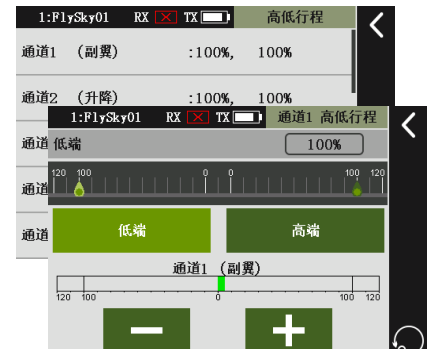 1:FlySky01 RX TX 高低行程
通道1 （副翼） :100%, 100%
通道2 （升降） :100%, 100%
通道
通道
通道
1:FlySky01 RX TX 通道1 高低行程
低端 100%
120 100 0 0 100 120
低端 高端
通道1 （副翼）
120 100 0 100 120